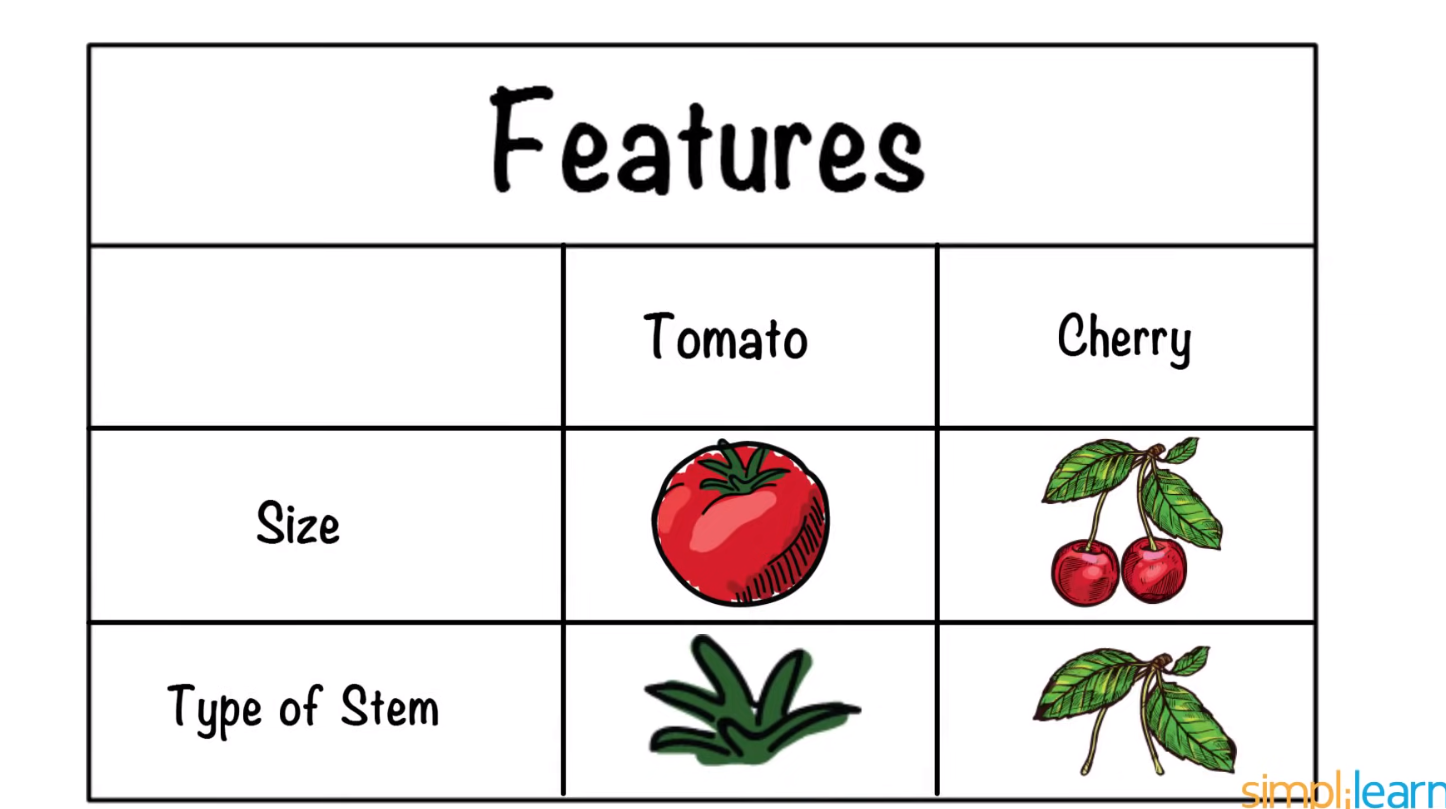 Features
Tomato
Cherry
Size
Type of Stem
simplilearn